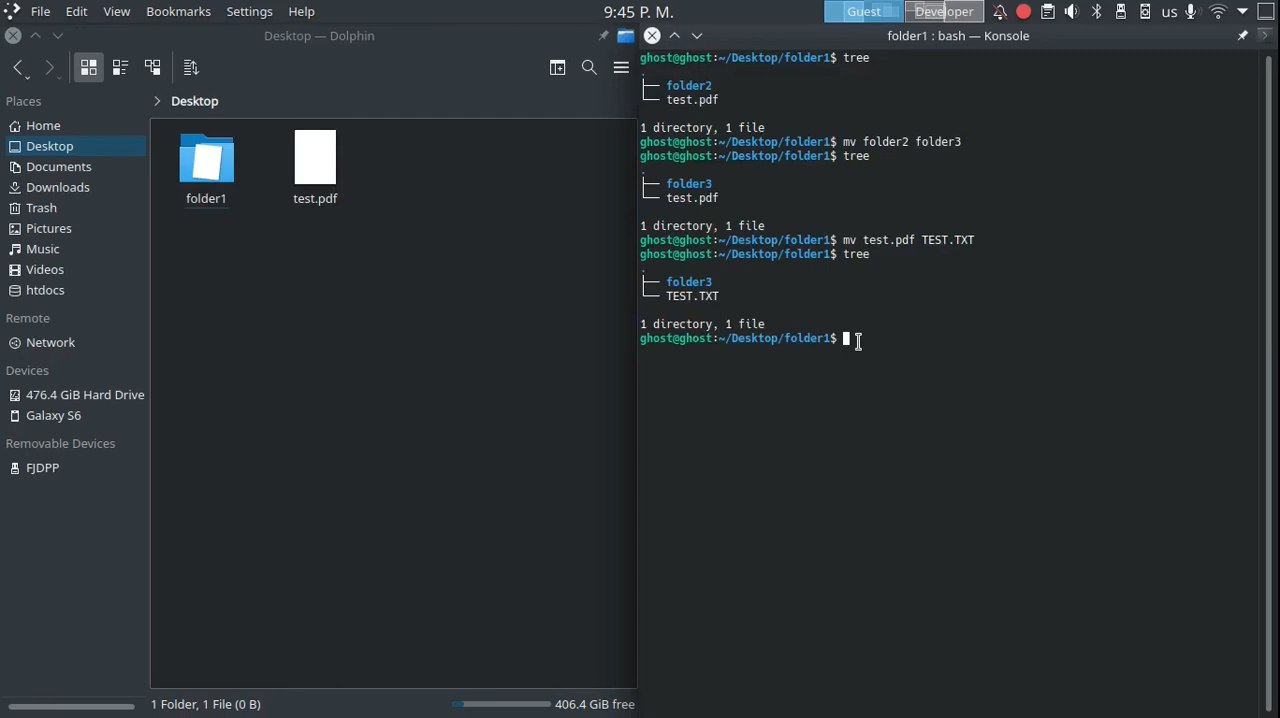 File Edit View Go Bookmarks Settings Help
9:45 P. M.
Guest Developer us
Desktop — Dolphin
folder1 : bash — Konsole
Places
Home
Desktop
Documents
Downloads
Trash
Pictures
Music
Videos
htdocs
Remote
Network
Devices
476.4 GiB Hard Drive
Galaxy S6
Removable Devices
FJDPP
Desktop
folder1
test.pdf
1 Folder, 1 File (0 B)
406.4 GiB free
ghost@ghost:~/Desktop/folder1$ tree
.
├── folder2
└── test.pdf
1 directory, 1 file
ghost@ghost:~/Desktop/folder1$ mv folder2 folder3
ghost@ghost:~/Desktop/folder1$ tree
.
├── folder3
└── test.pdf
1 directory, 1 file
ghost@ghost:~/Desktop/folder1$ mv test.pdf TEST.TXT
ghost@ghost:~/Desktop/folder1$ tree
.
├── folder3
└── TEST.TXT
1 directory, 1 file
ghost@ghost:~/Desktop/folder1$